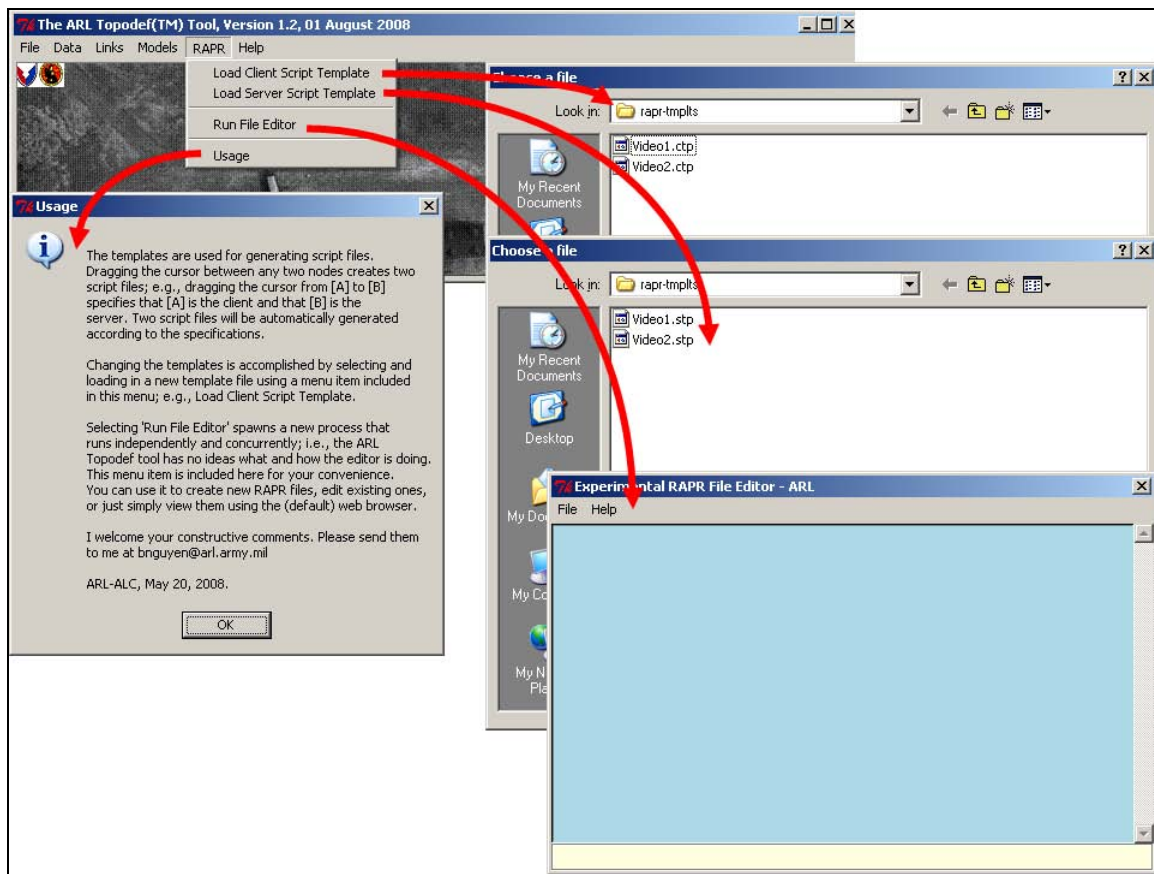 The ARL Topodef(TM) Tool, Version 1.2, 01 August 2008
File Data Links Models RAPR Help
Load Client Script Template
Load Server Script Template
Run File Editor
Usage
Choose a file
Look in: rapr-tmplts
Video1.ctp
Video2.ctp
My Recent
Documents
Usage
The templates are used for generating script files.
Dragging the cursor between any two nodes creates two
script files; e.g., dragging the cursor from [A] to [B]
specifies that [A] is the client and that [B] is the
server. Two script files will be automatically generated
according to the specifications.
Changing the templates is accomplished by selecting and
loading in a new template file using a menu item included
in this menu; e.g., Load Client Script Template.
Selecting 'Run File Editor' spawns a new process that
runs independently and concurrently; i.e., the ARL
Topodef tool has no ideas what and how the editor is doing.
This menu item is included here for your convenience.
You can use it to create new RAPR files, edit existing ones,
or just simply view them using the (default) web browser.
I welcome your constructive comments. Please send them
to me at bnguyen@arl.army.mil
ARL-ALC, May 20, 2008.
OK
Choose a file
Look in: rapr-tmplts
Video1.stp
Video2.stp
My Recent
Documents
Desktop
My Do
My Co
My N
Pla
Experimental RAPR File Editor - ARL
File Help